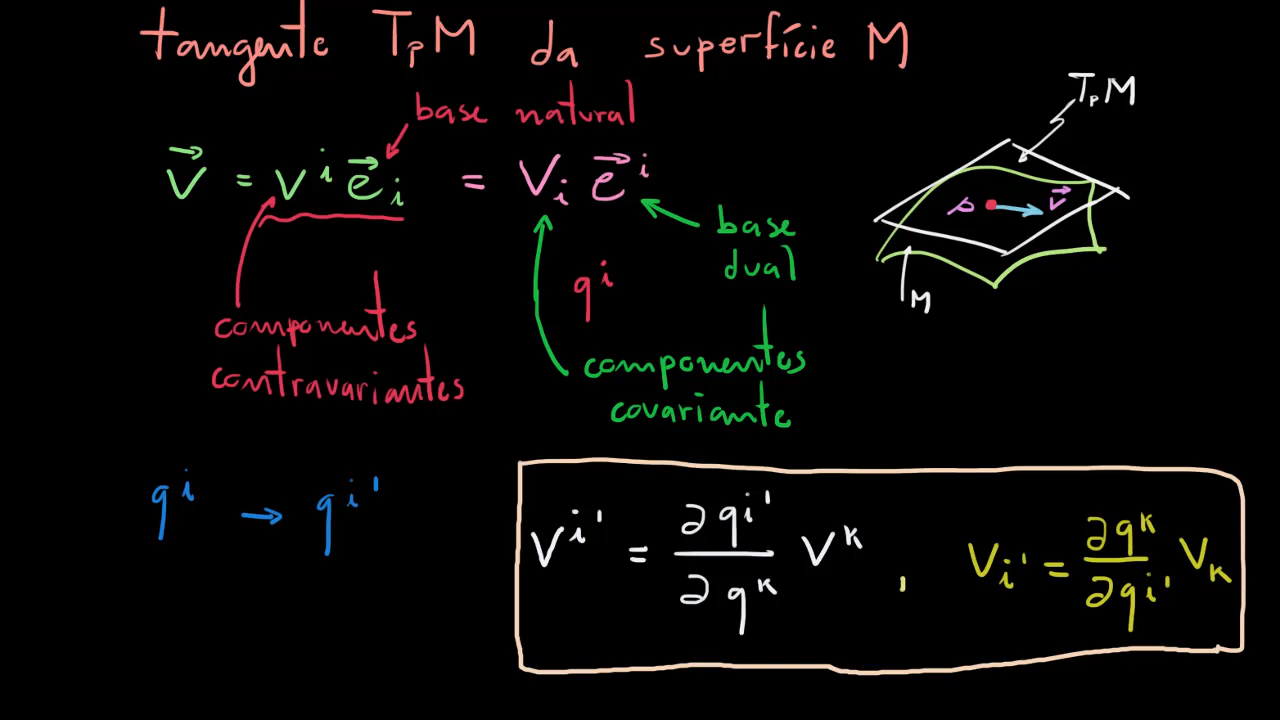 tangente TₚM da superfície M
base natural
v⃗ = vⁱ e⃗ᵢ = Vᵢ e⃗ⁱ
base
dual
qⁱ
componentes
contravariantes
componentes
covariante
TₚM
p v⃗
M
qⁱ → qⁱ'
Vⁱ' = ∂qⁱ'/∂qᵏ Vᵏ , Vᵢ' = ∂qᵏ/∂qⁱ' Vₖ